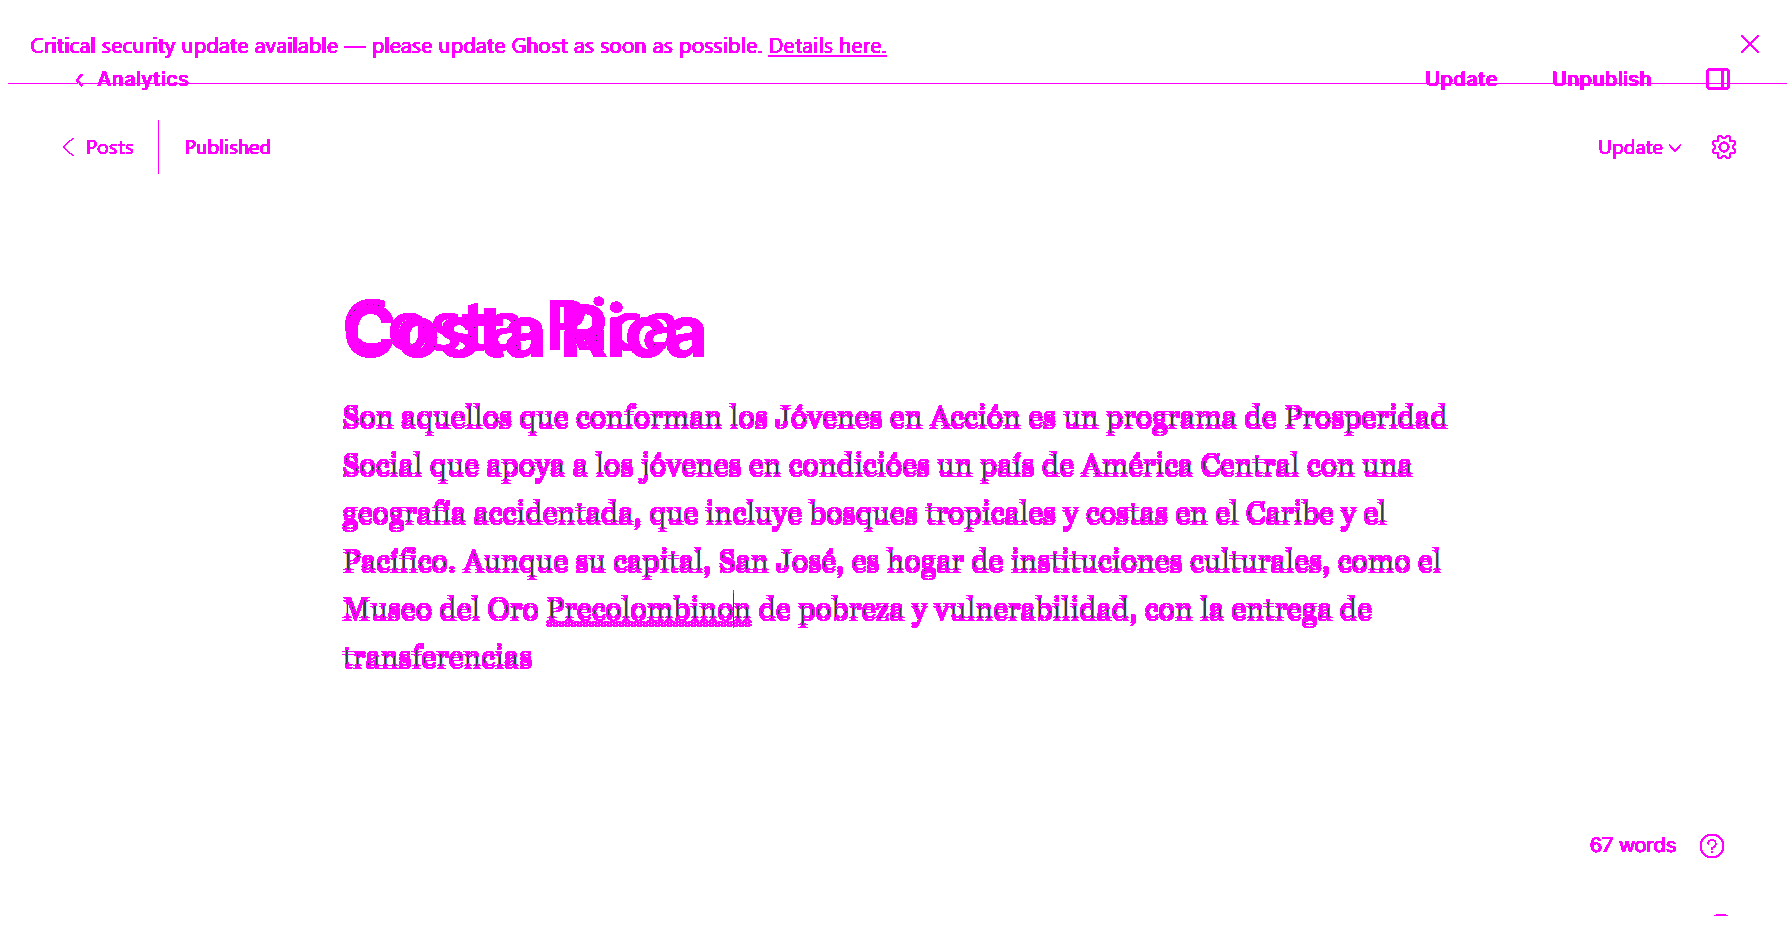 Critical security update available — please update Ghost as soon as possible. Details here.
Analytics Update Unpublish
Posts Published Update
Costa Rica
Son aquellos que conforman los Jóvenes en Acción es un programa de Prosperidad
Social que apoya a los jóvenes en condicióes un país de América Central con una
geografía accidentada, que incluye bosques tropicales y costas en el Caribe y el
Pacífico. Aunque su capital, San José, es hogar de instituciones culturales, como el
Museo del Oro Precolombinon de pobreza y vulnerabilidad, con la entrega de
transferencias
67 words